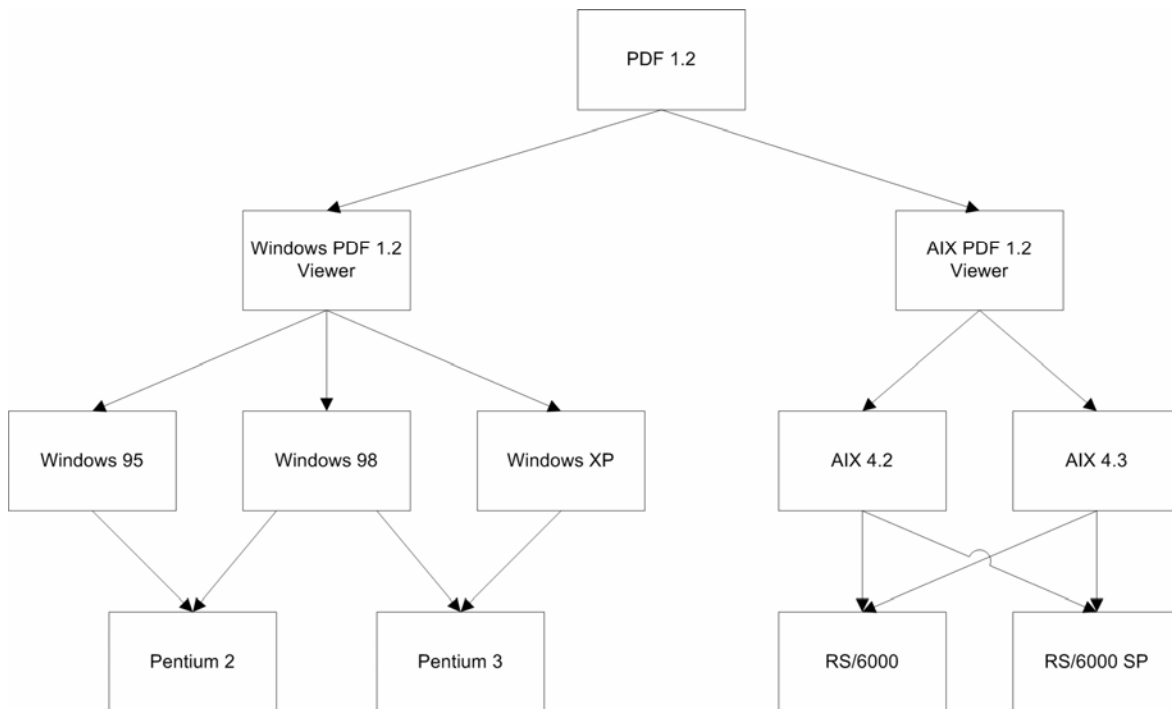 PDF 1.2
Windows PDF 1.2
Viewer
AIX PDF 1.2
Viewer
Windows 95
Windows 98
Windows XP
AIX 4.2
AIX 4.3
Pentium 2
Pentium 3
RS/6000
RS/6000 SP